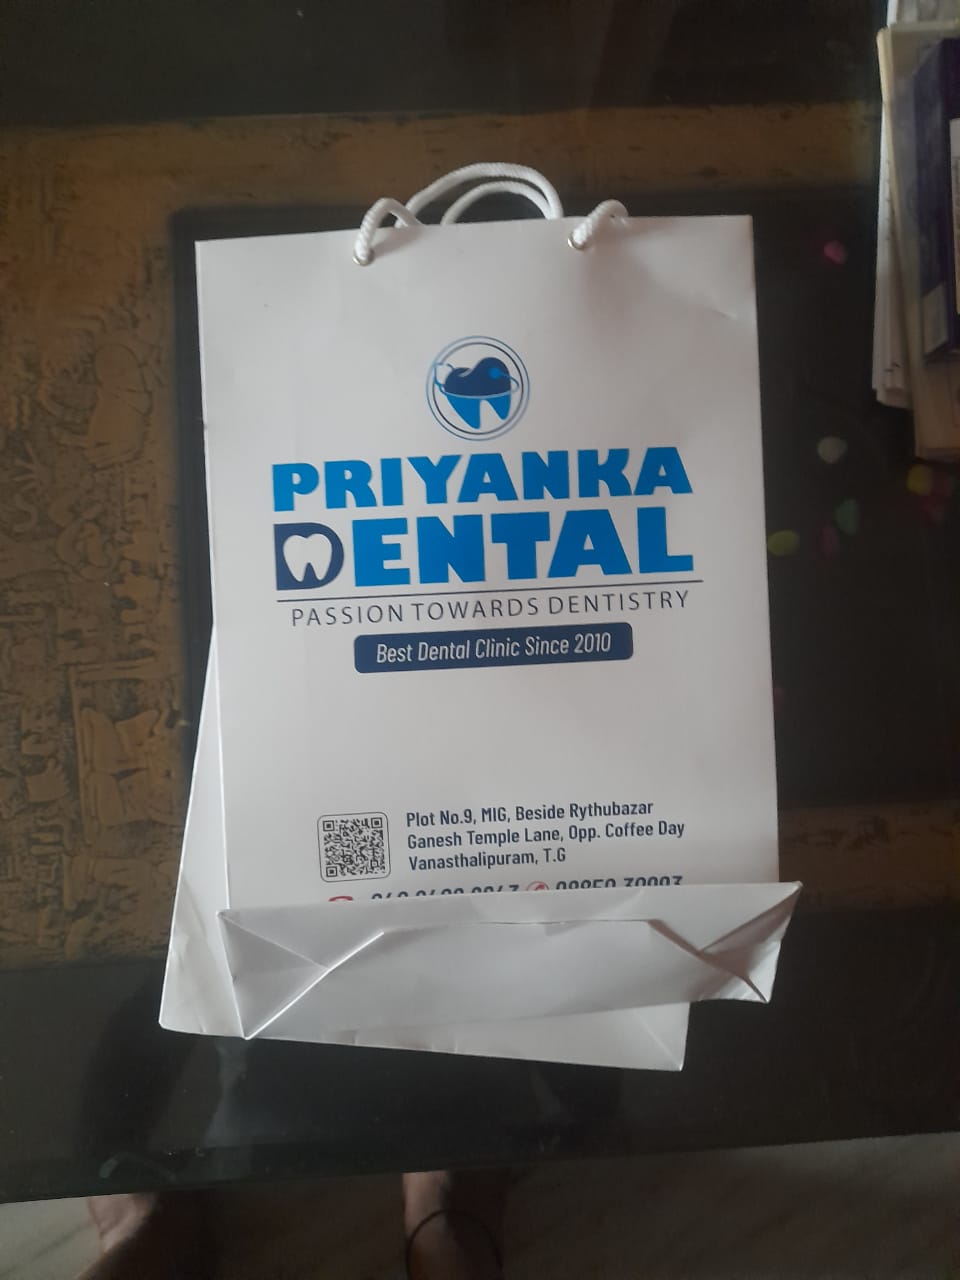 PRIYANKA
DENTAL
PASSION TOWARDS DENTISTRY
Best Dental Clinic Since 2010
Plot No.9, MIG, Beside Rythubazar
Ganesh Temple Lane, Opp. Coffee Day
Vanasthalipuram, T.G